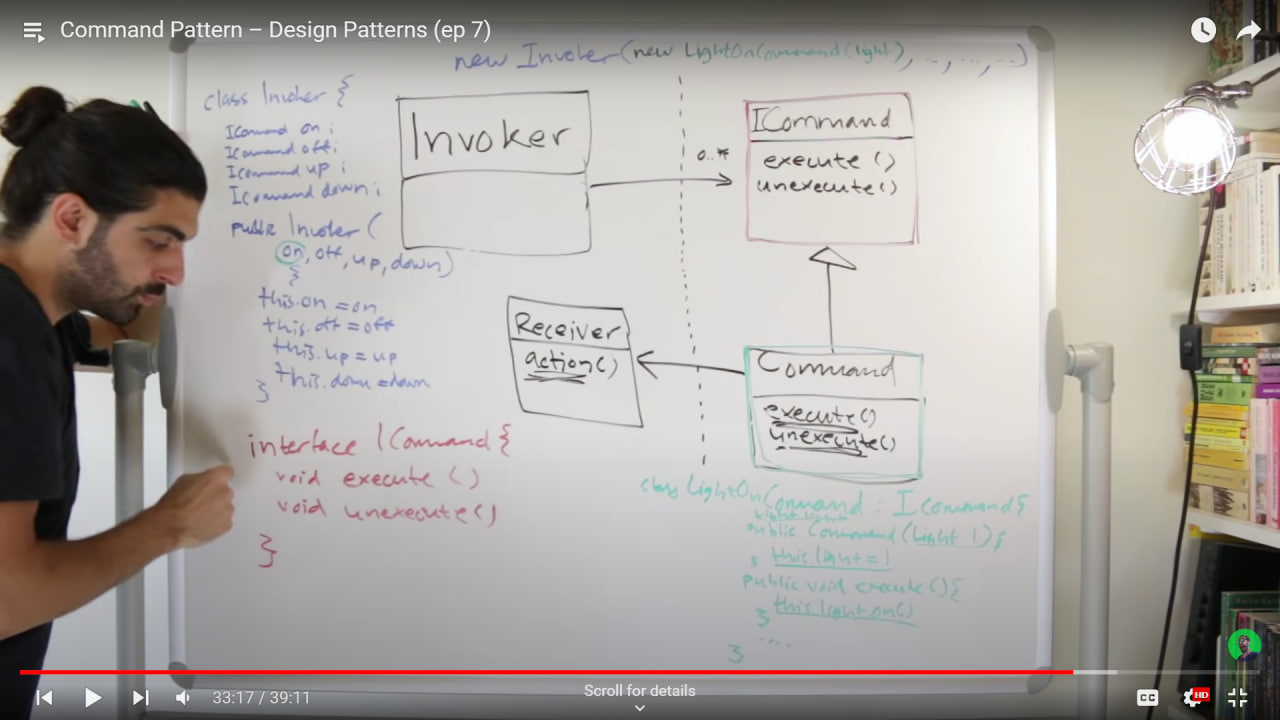 Command Pattern – Design Patterns (ep 7)
new Invoker(new LightOnCommand(light), .., ..., ...)
class Invoker {
ICommand on;
ICommand off;
ICommand up;
ICommand down;
public Invoker (
on, off, up, down)
{
this.on = on
this.off = off
this.up = up
this.down = down
}
interface ICommand {
void execute ()
void unexecute ()
}
Invoker
0..*
ICommand
execute ()
unexecute ()
Receiver
action()
Command
execute()
unexecute()
class LightOnCommand : ICommand {
Light light
public Command (Light l) {
} this.light = l
public void execute () {
this.light.on()
}
....
}
33:17 / 39:11
Scroll for details
CC
HD